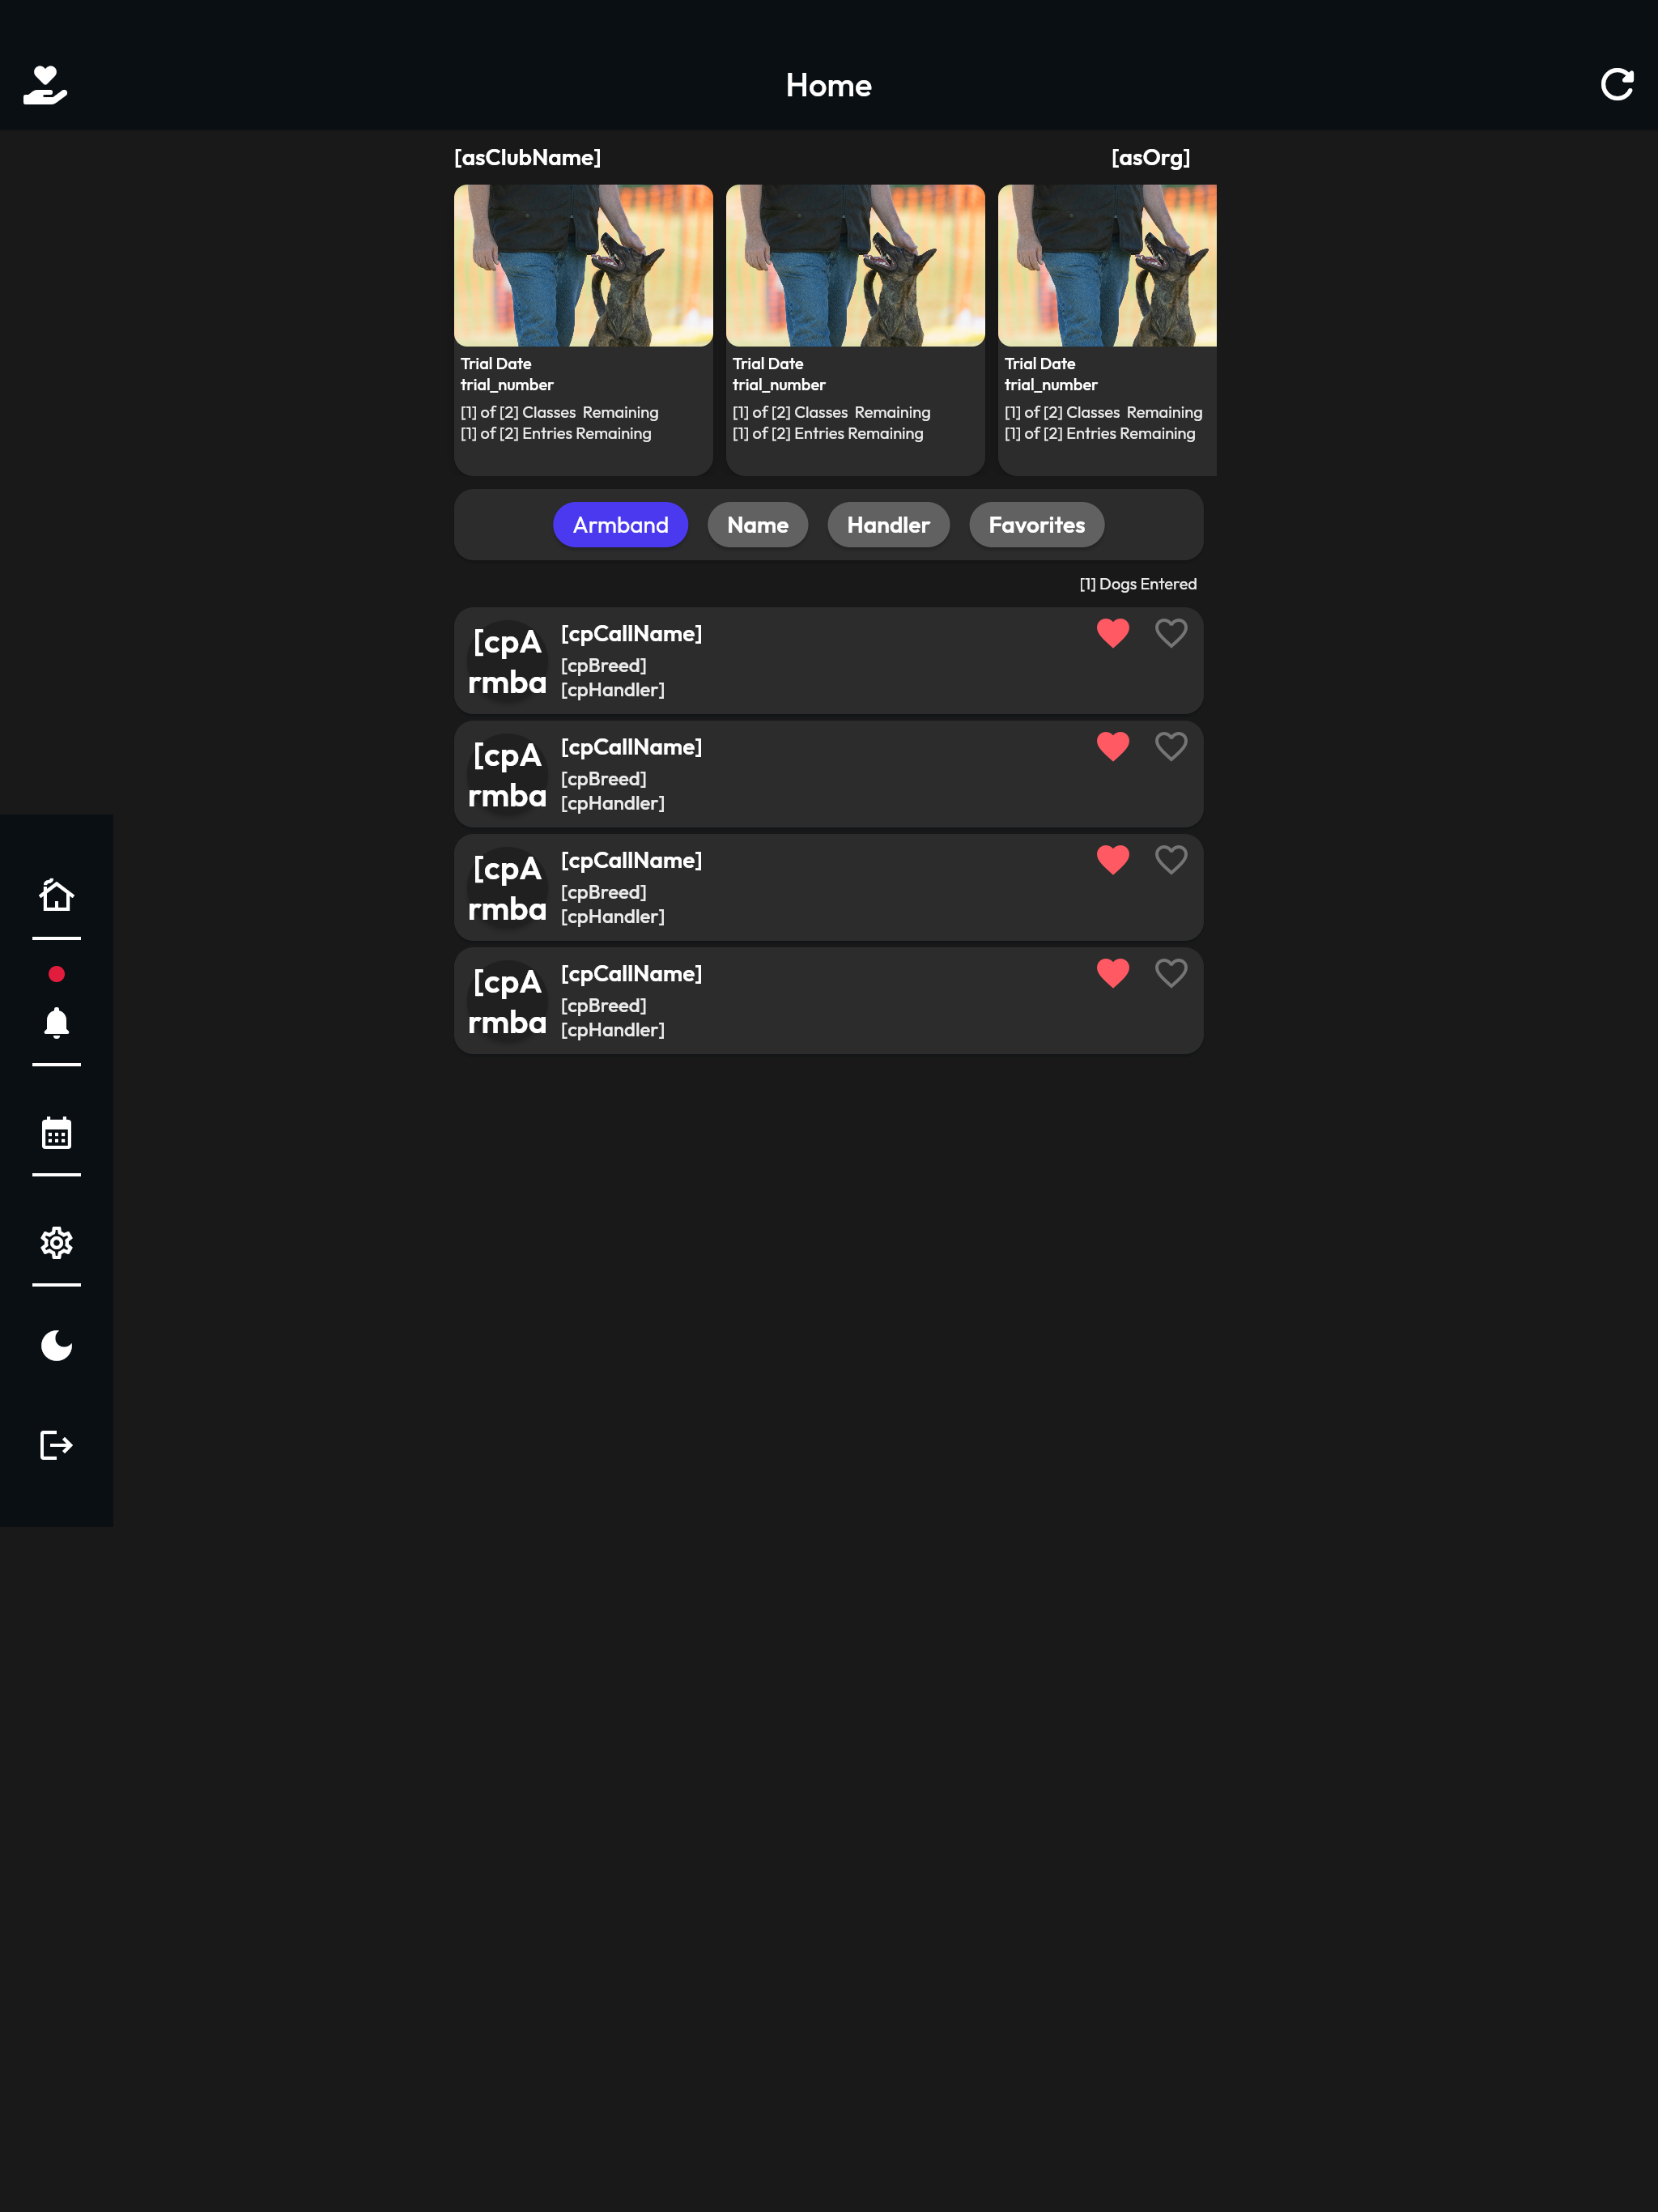 Home
[asClubName] [asOrg]
Trial Date
trial_number
[1] of [2] Classes  Remaining
[1] of [2] Entries Remaining
Trial Date
trial_number
[1] of [2] Classes  Remaining
[1] of [2] Entries Remaining
Trial Date
trial_number
[1] of [2] Classes  Remaining
[1] of [2] Entries Remaining
Armband Name Handler Favorites
[1] Dogs Entered
[cpA
rmba
[cpCallName]
[cpBreed]
[cpHandler]
[cpA
rmba
[cpCallName]
[cpBreed]
[cpHandler]
[cpA
rmba
[cpCallName]
[cpBreed]
[cpHandler]
[cpA
rmba
[cpCallName]
[cpBreed]
[cpHandler]